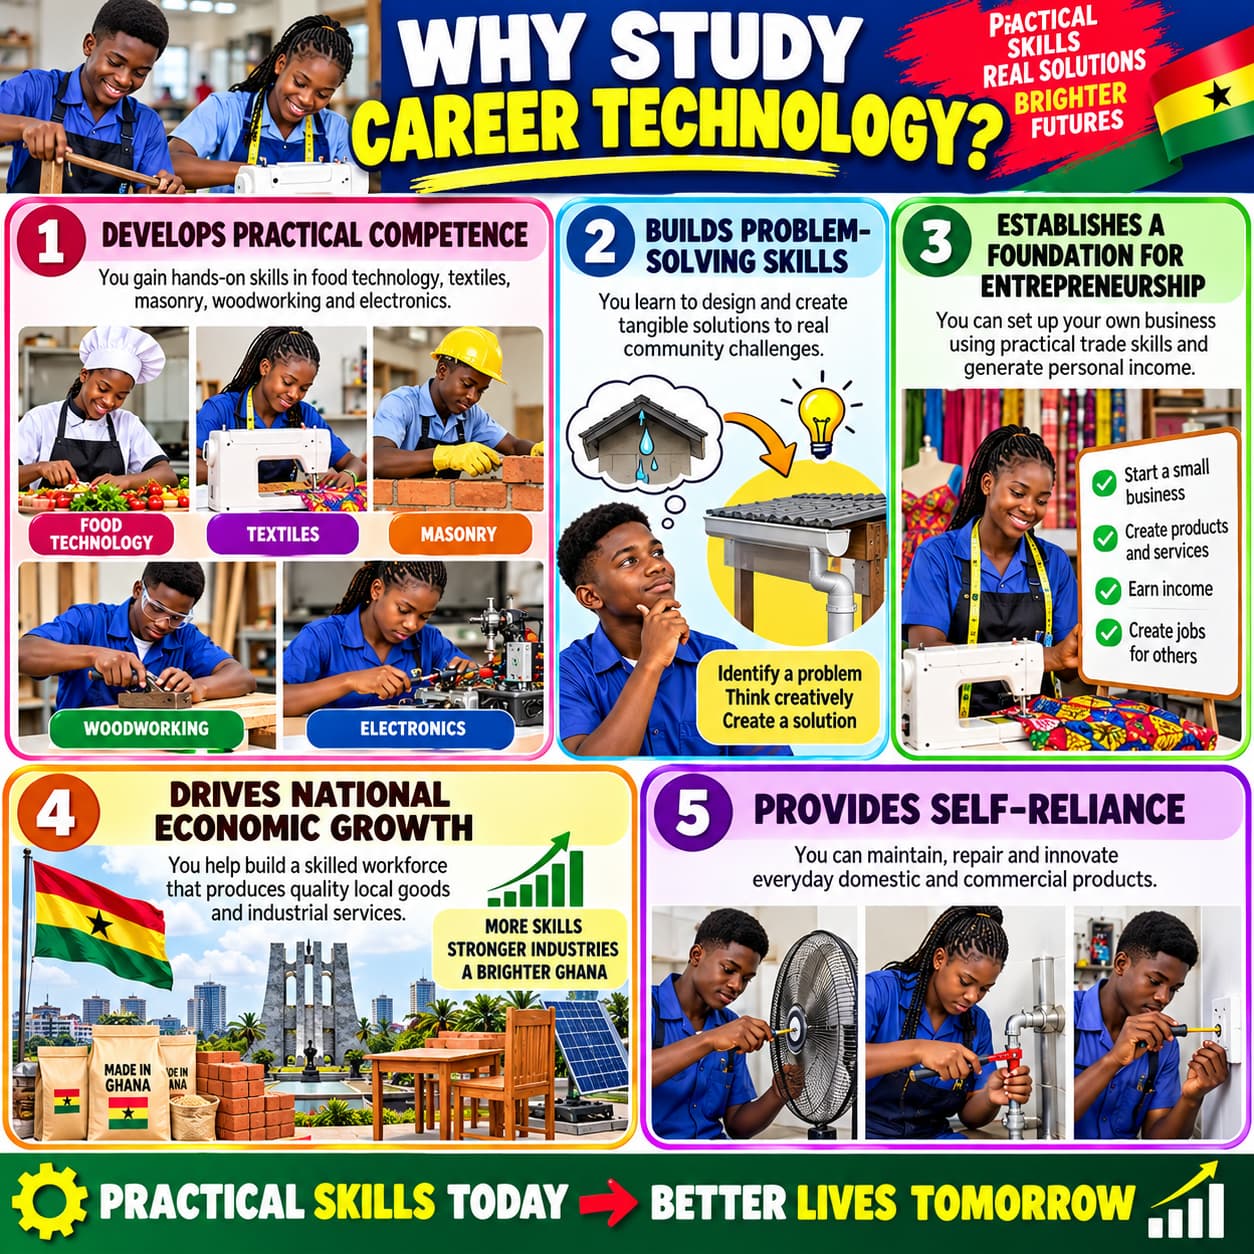 WHY STUDY
CAREER TECHNOLOGY?
PRACTICAL
SKILLS
REAL SOLUTIONS
BRIGHTER
FUTURES
1
DEVELOPS PRACTICAL COMPETENCE
You gain hands-on skills in food technology, textiles,
masonry, woodworking and electronics.
FOOD
TECHNOLOGY
TEXTILES
MASONRY
WOODWORKING
ELECTRONICS
2
BUILDS PROBLEM-
SOLVING SKILLS
You learn to design and create
tangible solutions to real
community challenges.
Identify a problem
Think creatively
Create a solution
3
ESTABLISHES A
FOUNDATION FOR
ENTREPRENEURSHIP
You can set up your own business
using practical trade skills and
generate personal income.
Start a small
business
Create products
and services
Earn income
Create jobs
for others
4
DRIVES NATIONAL
ECONOMIC GROWTH
You help build a skilled workforce
that produces quality local goods
and industrial services.
MORE SKILLS
STRONGER INDUSTRIES
A BRIGHTER GHANA
MADE IN
GHANA
5
PROVIDES SELF-RELIANCE
You can maintain, repair and innovate
everyday domestic and commercial products.
PRACTICAL SKILLS TODAY
BETTER LIVES TOMORROW